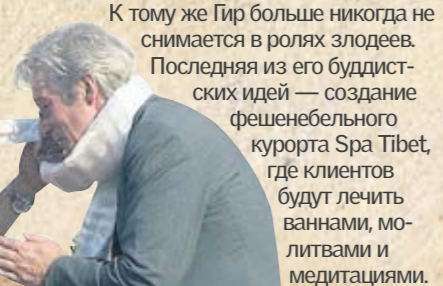 К тому же Гир больше никогда не
снимается в ролях злодеев.
Последняя из его буддист-
ских идей — создание
фешенебельного
курорта Spa Tibet,
где клиентов
будут лечить
ваннами, мо-
литвами и
медитациями.